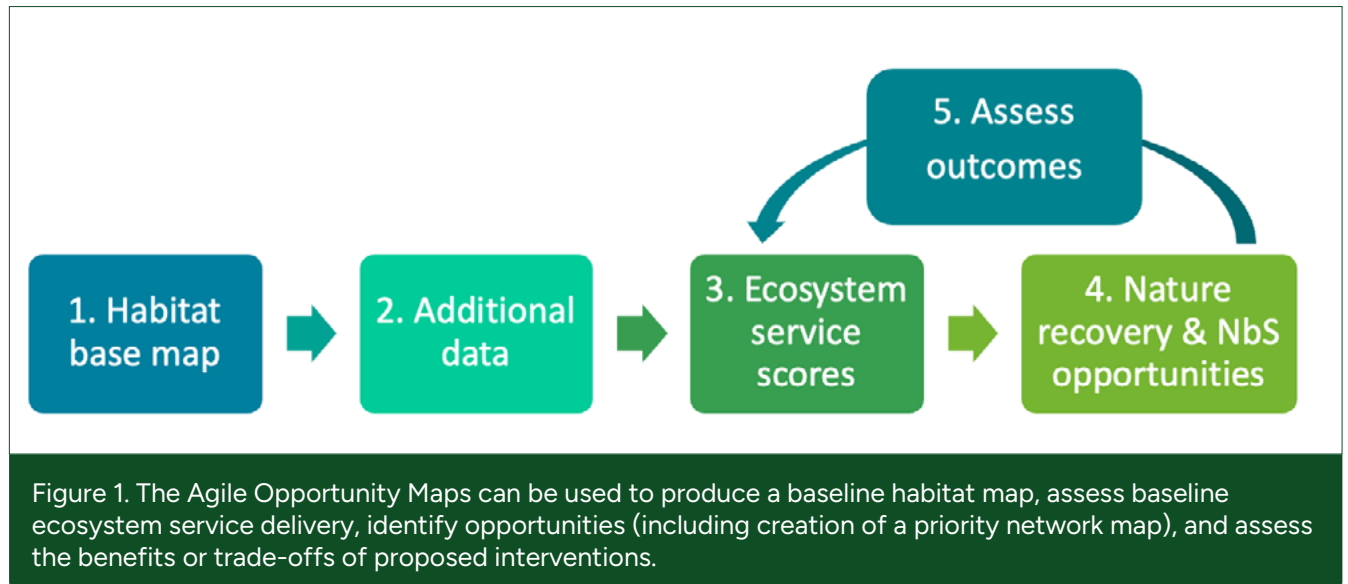 5. Assess
outcomes
1. Habitat
base map
2. Additional
data
3. Ecosystem
service
scores
4. Nature
recovery & NbS
opportunities
Figure 1. The Agile Opportunity Maps can be used to produce a baseline habitat map, assess baseline
ecosystem service delivery, identify opportunities (including creation of a priority network map), and assess
the benefits or trade-offs of proposed interventions.